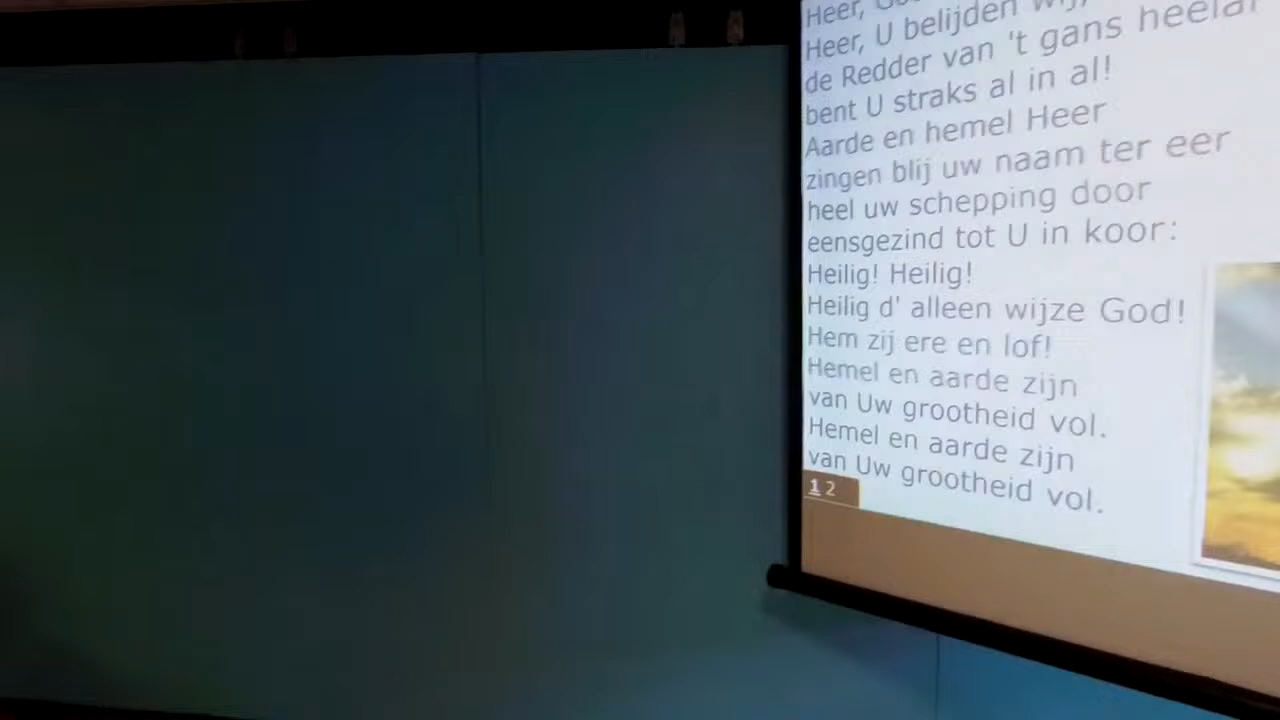 Heer,
Heer, U belijden
de Redder van 't gans heelal
bent U straks al in al!
Aarde en hemel Heer
zingen blij uw naam ter eer
heel uw schepping door
eensgezind tot U in koor:
Heilig! Heilig!
Heilig d' alleen wijze God!
Hem zij ere en lof!
Hemel en aarde zijn
van Uw grootheid vol.
Hemel en aarde zijn
van Uw grootheid vol.
1 2